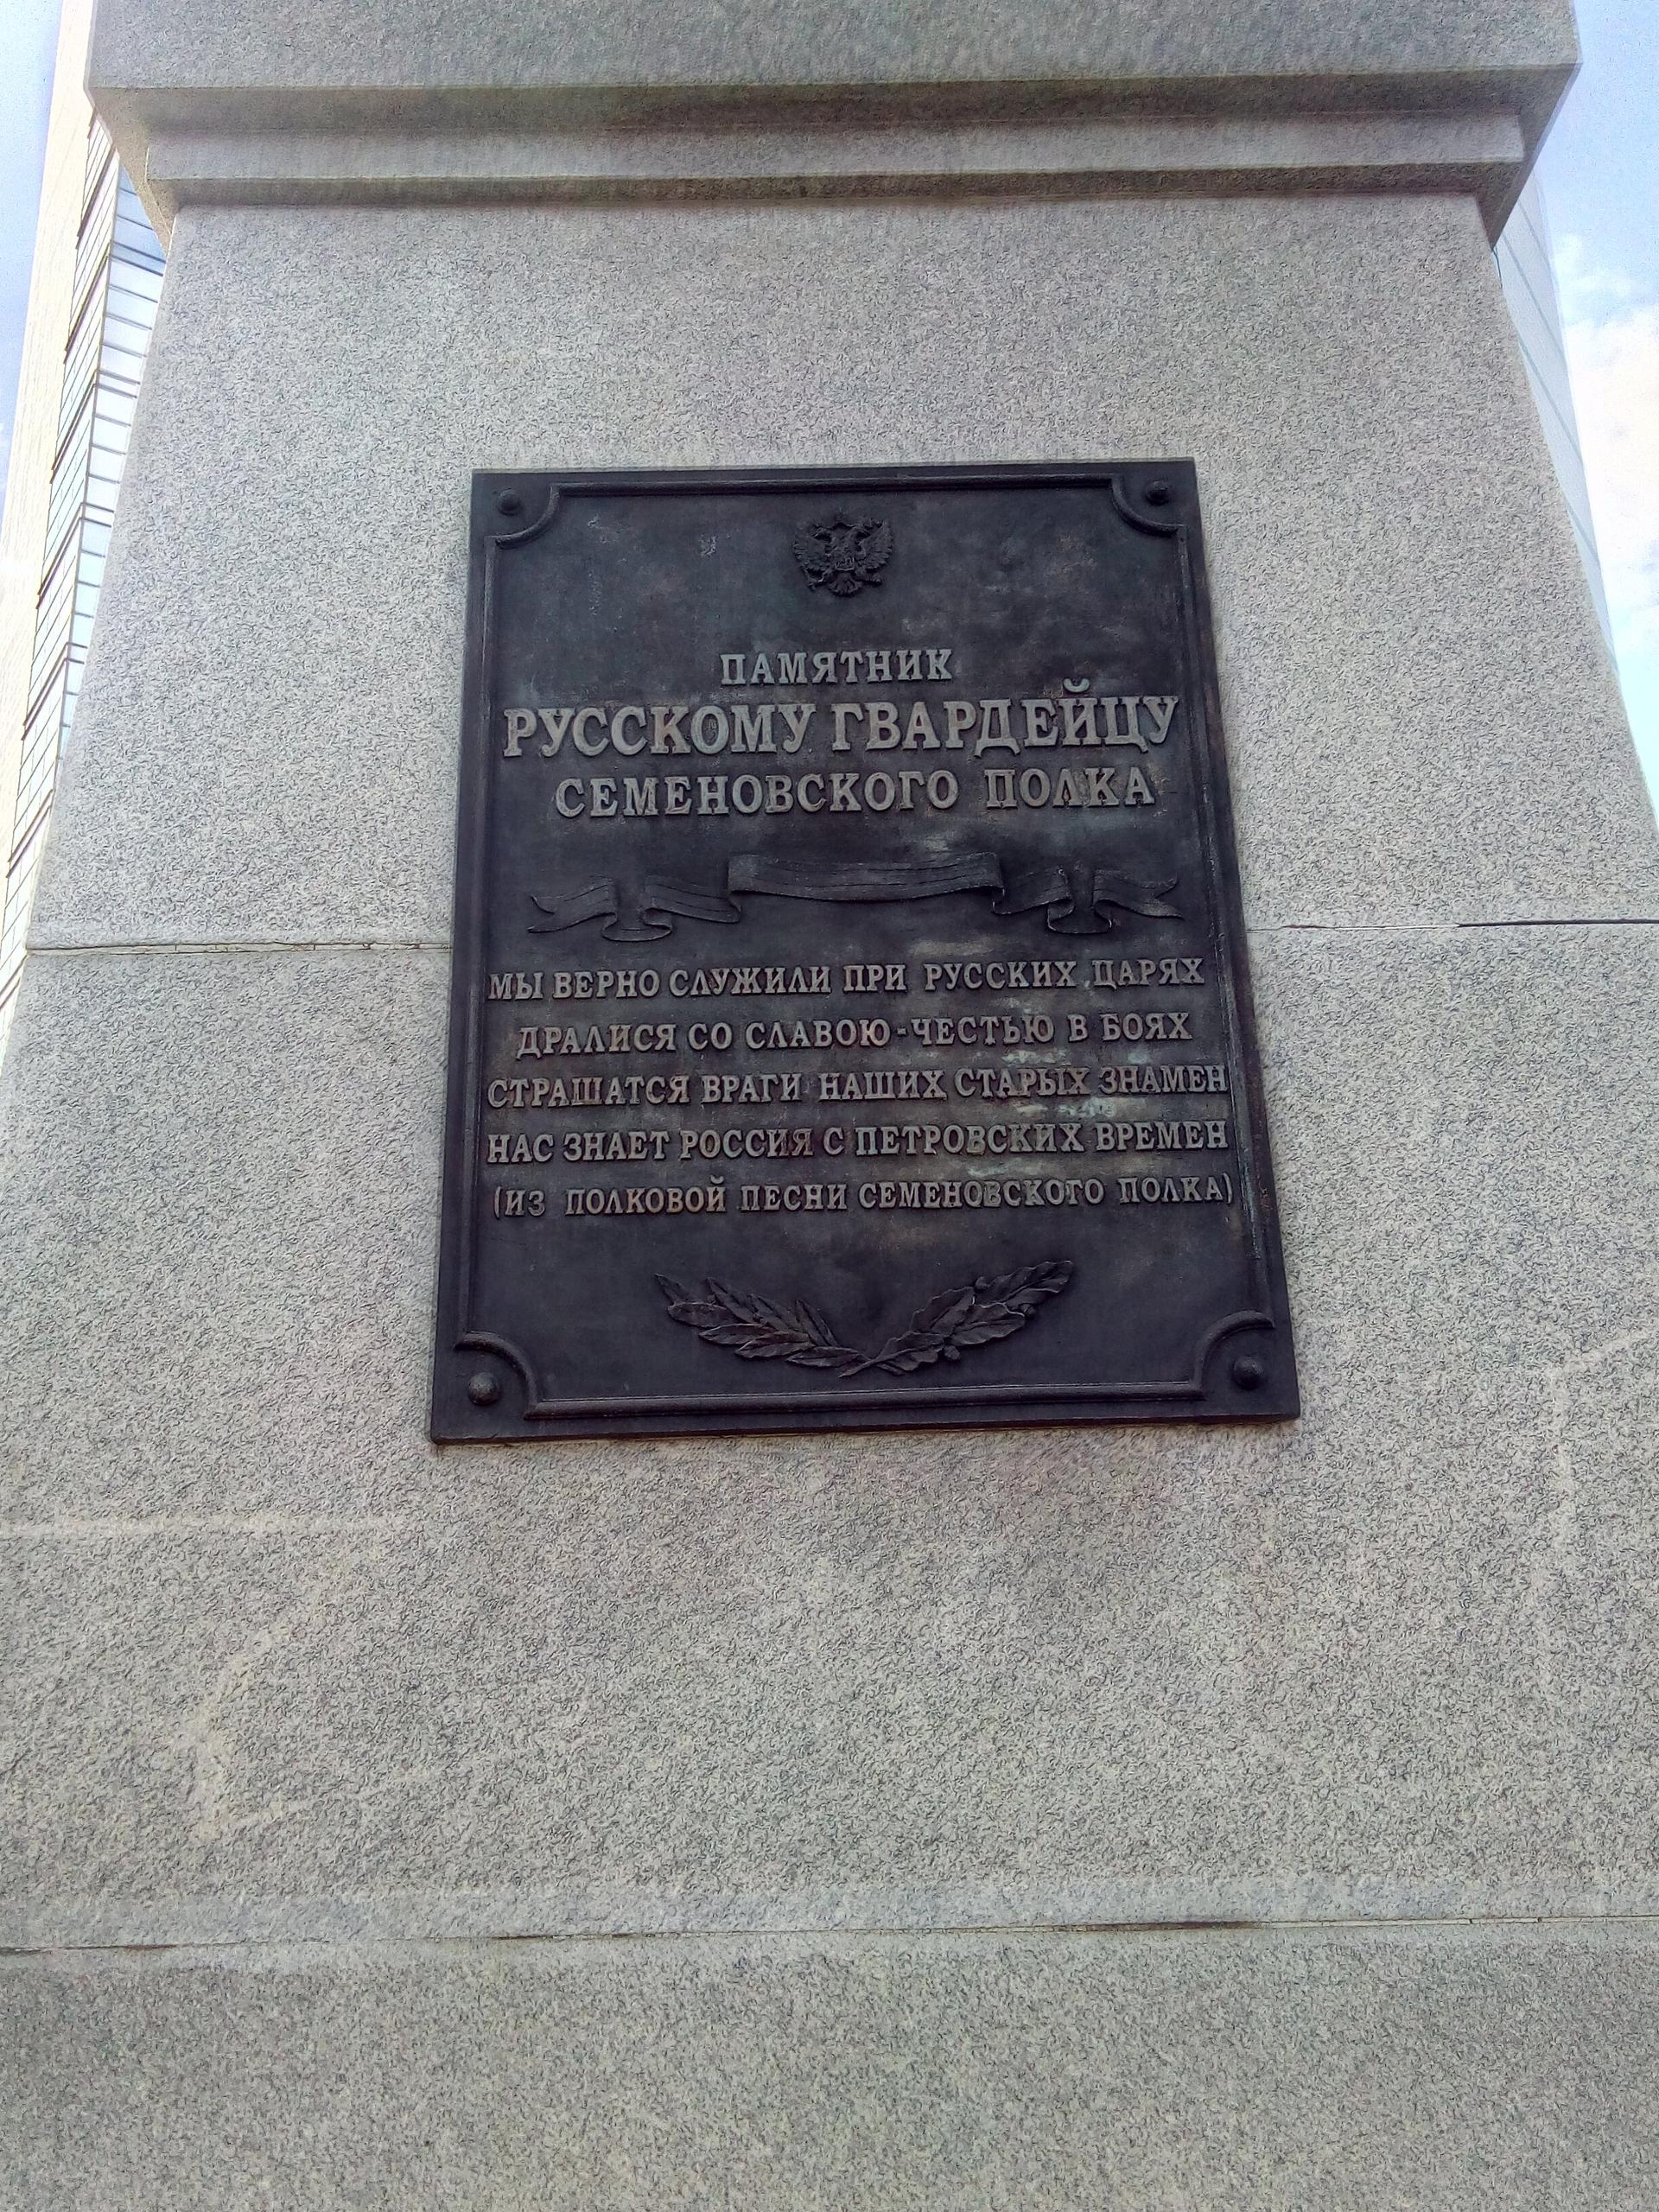 ПАМЯТНИК
РУССКОМУ ГВАРДЕЙЦУ
СЕМЕНОВСКОГО ПОЛКА
МЫ ВЕРНО СЛУЖИЛИ ПРИ РУССКИХ ЦАРЯХ
ДРАЛИСЯ СО СЛАВОЮ-ЧЕСТЬЮ В БОЯХ
СТРАШАТСЯ ВРАГИ НАШИХ СТАРЫХ ЗНАМЕН
НАС ЗНАЕТ РОССИЯ С ПЕТРОВСКИХ ВРЕМЕН
(ИЗ ПОЛКОВОЙ ПЕСНИ СЕМЕНОВСКОГО ПОЛКА)